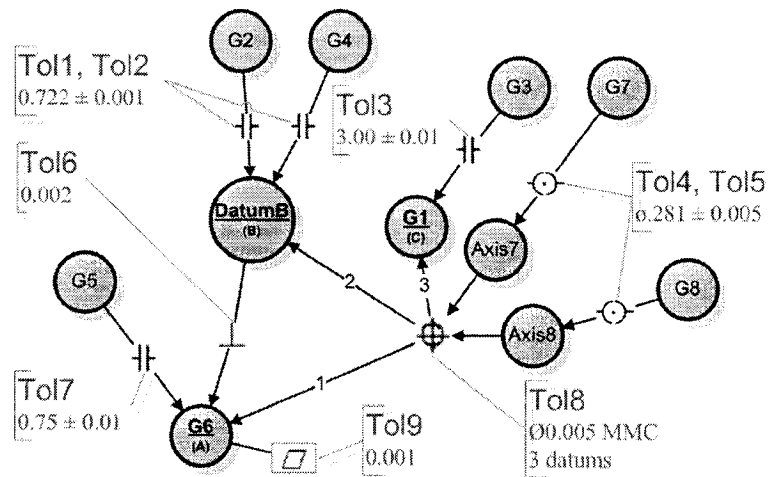 G2
G4
Tol1, Tol2
0.722 ± 0.001
Tol3
3.00 ± 0.01
G3
G7
Tol6
0.002
DatumB
(B)
G1
(C)
Tol4, Tol5
ø.281 ± 0.005
Axis7
G5
2
3
G8
Axis8
1
Tol7
0.75 ± 0.01
G6
(A)
Tol9
0.001
Tol8
Ø0.005 MMC
3 datums